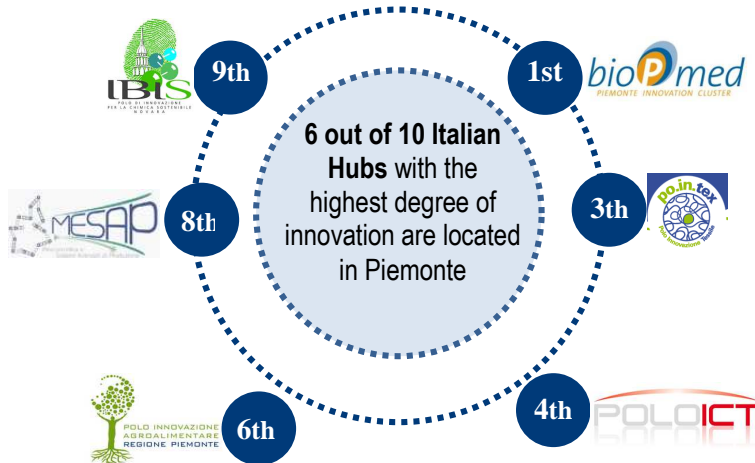 9th
IBIS
POLO DI INNOVAZIONE
PER LA CHIMICA SOSTENIBILE
NOVARA
1st
bioPmed
PIEMONTE INNOVATION CLUSTER
6 out of 10 Italian
Hubs with the
highest degree of
innovation are located
in Piemonte
MESAP
8th
3th
po.in.tex
Polo Innovazione Tessile
POLO INNOVAZIONE
AGROALIMENTARE
REGIONE PIEMONTE
6th
4th
POLOICT